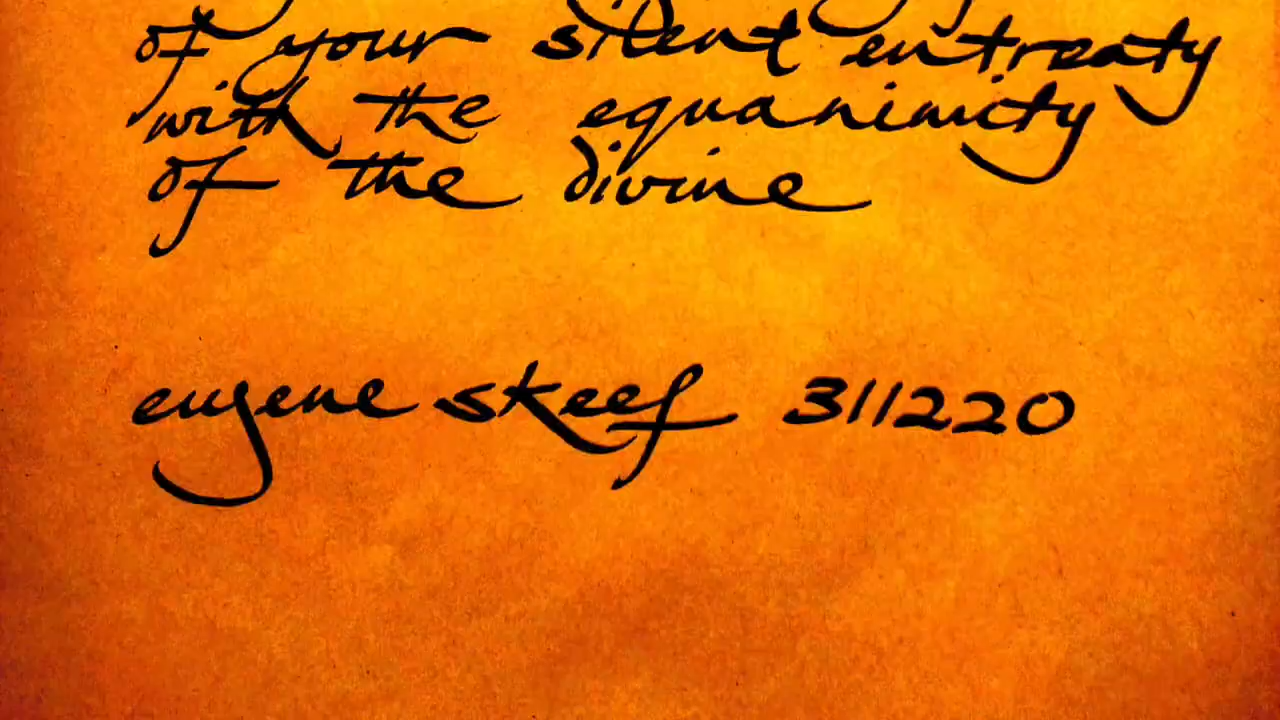 of your silent entreaty
with the equanimity
of the divine
eugene skeef 311220